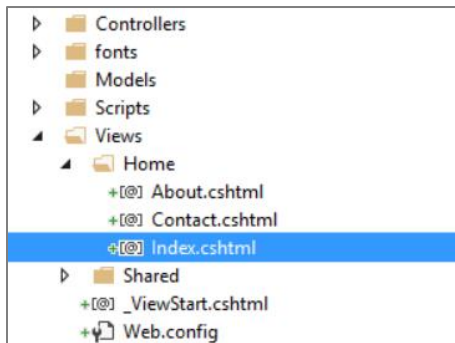 Controllers
fonts
Models
Scripts
Views
Home
+[@] About.cshtml
+[@] Contact.cshtml
+[@] Index.cshtml
Shared
+[@] _ViewStart.cshtml
+ Web.config